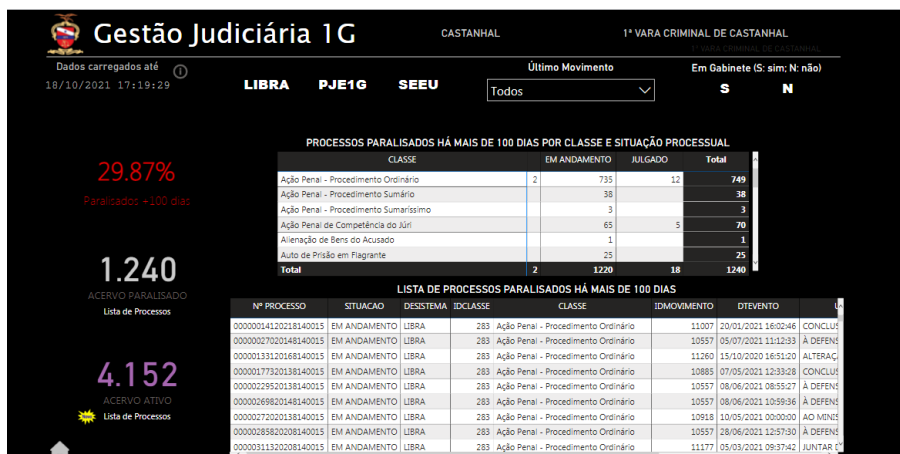 Gestão Judiciária 1G
CASTANHAL
1ª VARA CRIMINAL DE CASTANHAL
1ª VARA CRIMINAL DE CASTANHAL
Dados carregados até
18/10/2021 17:19:29
LIBRA PJE1G SEEU
Último Movimento
Todos
Em Gabinete (S: sim; N: não)
S N
PROCESSOS PARALISADOS HÁ MAIS DE 100 DIAS POR CLASSE E SITUAÇÃO PROCESSUAL
CLASSE EM ANDAMENTO JULGADO Total
Ação Penal - Procedimento Ordinário 2 735 12 749
Ação Penal - Procedimento Sumário 38 38
Ação Penal - Procedimento Sumaríssimo 3 3
Ação Penal de Competência do Júri 65 5 70
Alienação de Bens do Acusado 1 1
Auto de Prisão em Flagrante 25 25
Total 2 1220 18 1240
29.87%
Paralisados +100 dias
1.240
ACERVO PARALISADO
Lista de Processos
4.152
ACERVO ATIVO
Lista de Processos
LISTA DE PROCESSOS PARALISADOS HÁ MAIS DE 100 DIAS
Nº PROCESSO SITUACAO DESISTEMA IDCLASSE CLASSE IDMOVIMENTO DTEVENTO
00000014120218140015 EM ANDAMENTO LIBRA 283 Ação Penal - Procedimento Ordinário 11007 20/01/2021 16:02:46 CONCLUS
00000027020148140015 EM ANDAMENTO LIBRA 283 Ação Penal - Procedimento Ordinário 10557 05/07/2021 11:12:33 À DEFENS
00000133120168140015 EM ANDAMENTO LIBRA 283 Ação Penal - Procedimento Ordinário 11260 15/10/2020 16:51:20 ALTERAÇ
00000177320138140015 EM ANDAMENTO LIBRA 283 Ação Penal - Procedimento Ordinário 10885 07/05/2021 12:33:28 CONCLUS
00000229520138140015 EM ANDAMENTO LIBRA 283 Ação Penal - Procedimento Ordinário 10557 08/06/2021 08:55:27 À DEFENS
00000269820148140015 EM ANDAMENTO LIBRA 283 Ação Penal - Procedimento Ordinário 10557 08/06/2021 10:59:36 À DEFENS
00000272020138140015 EM ANDAMENTO LIBRA 283 Ação Penal - Procedimento Ordinário 10918 10/05/2021 00:00:00 AO MINIS
00000285820208140015 EM ANDAMENTO LIBRA 283 Ação Penal - Procedimento Ordinário 10557 28/06/2021 12:57:30 À DEFENS
00000311320208140015 EM ANDAMENTO LIBRA 283 Ação Penal - Procedimento Ordinário 11177 05/03/2021 09:37:42 JUNTAR D